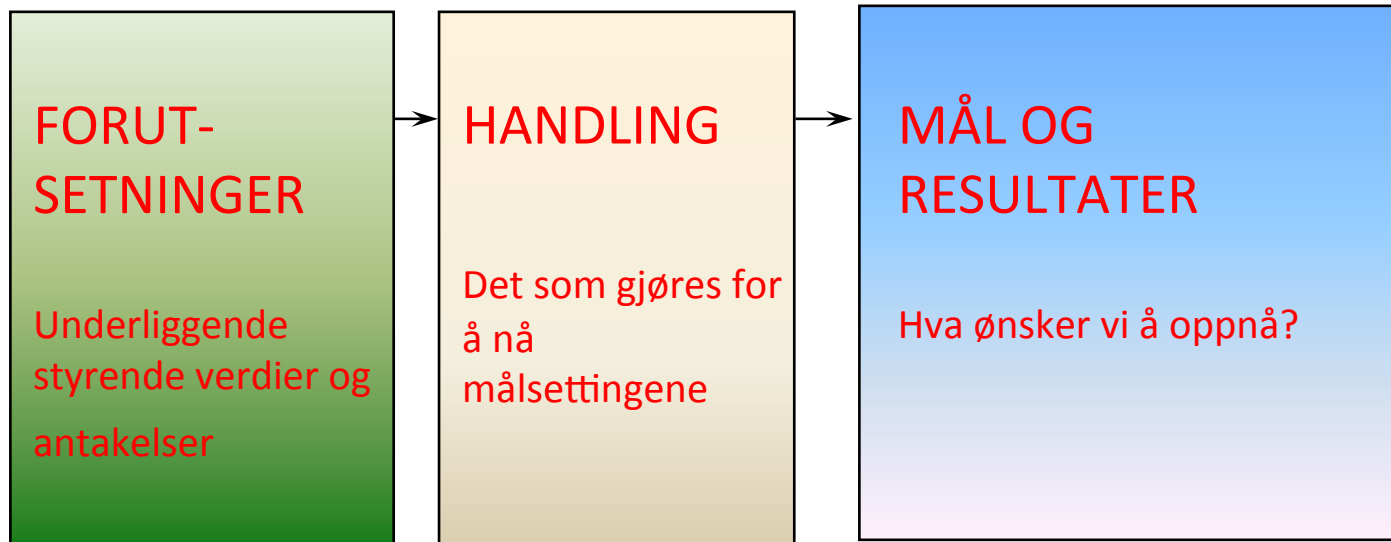 FORUT-
SETNINGER
Underliggende
styrende verdier og
antakelser
HANDLING
Det som gjøres for
å nå
målsettingene
MÅL OG
RESULTATER
Hva ønsker vi å oppnå?